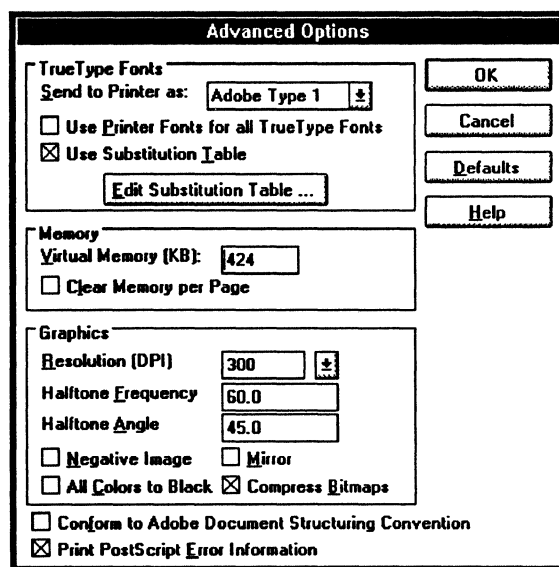 Advanced Options
TrueType Fonts
Send to Printer as: Adobe Type 1
Use Printer Fonts for all TrueType Fonts
Use Substitution Table
Edit Substitution Table ...
OK
Cancel
Defaults
Help
Memory
Virtual Memory (KB): 424
Clear Memory per Page
Graphics
Resolution (DPI) 300
Halftone Frequency 60.0
Halftone Angle 45.0
Negative Image Mirror
All Colors to Black Compress Bitmaps
Conform to Adobe Document Structuring Convention
Print PostScript Error Information